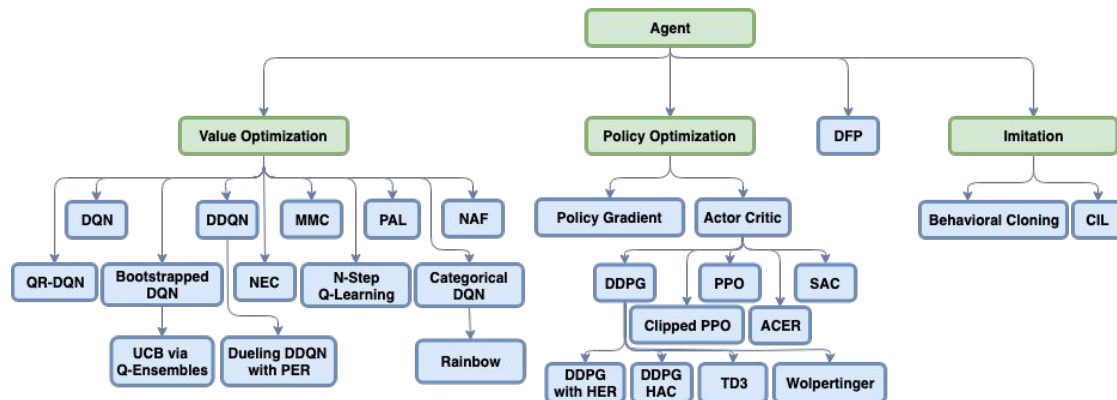 Agent
Value Optimization
Policy Optimization
DFP
Imitation
DQN
DDQN
MMC
PAL
NAF
Policy Gradient
Actor Critic
Behavioral Cloning
CIL
QR-DQN
Bootstrapped
DQN
NEC
N-Step
Q-Learning
Categorical
DQN
DDPG
PPO
SAC
Clipped PPO
ACER
UCB via
Q-Ensembles
Dueling DDQN
with PER
Rainbow
DDPG
with HER
DDPG
HAC
TD3
Wolpertinger